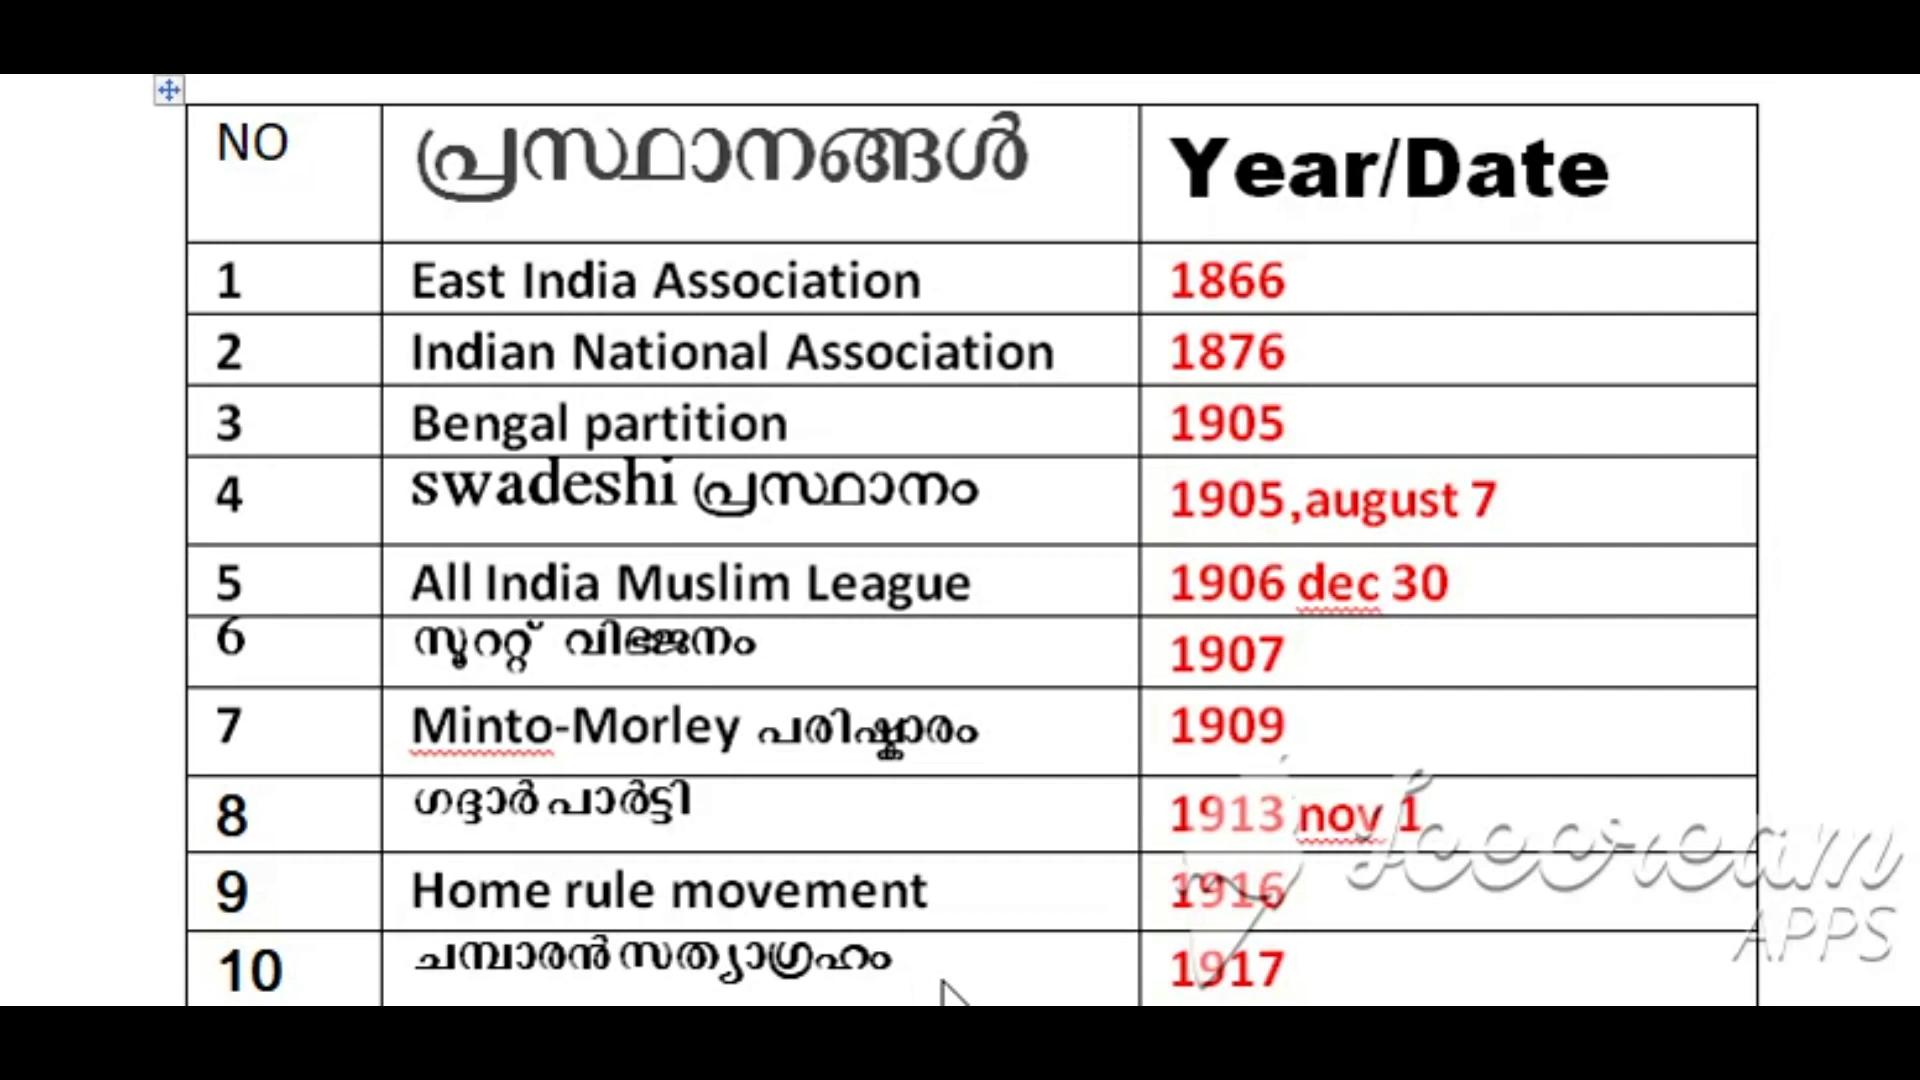 NO പ്രസ്ഥാനങ്ങൾ Year/Date
1 East India Association 1866
2 Indian National Association 1876
3 Bengal partition 1905
4 swadeshi പ്രസ്ഥാനം 1905,august 7
5 All India Muslim League 1906 dec 30
6 സൂററ്റ് 1907
7 Minto-Morley പരിഷ്കാരം 1909
8 ഗദ്ദാർ പാർട്ടി 1913 nov 1
9 Home rule movement 1916
10 ചമ്പാരൻ സത്യാഗ്രഹം 1917
APPS